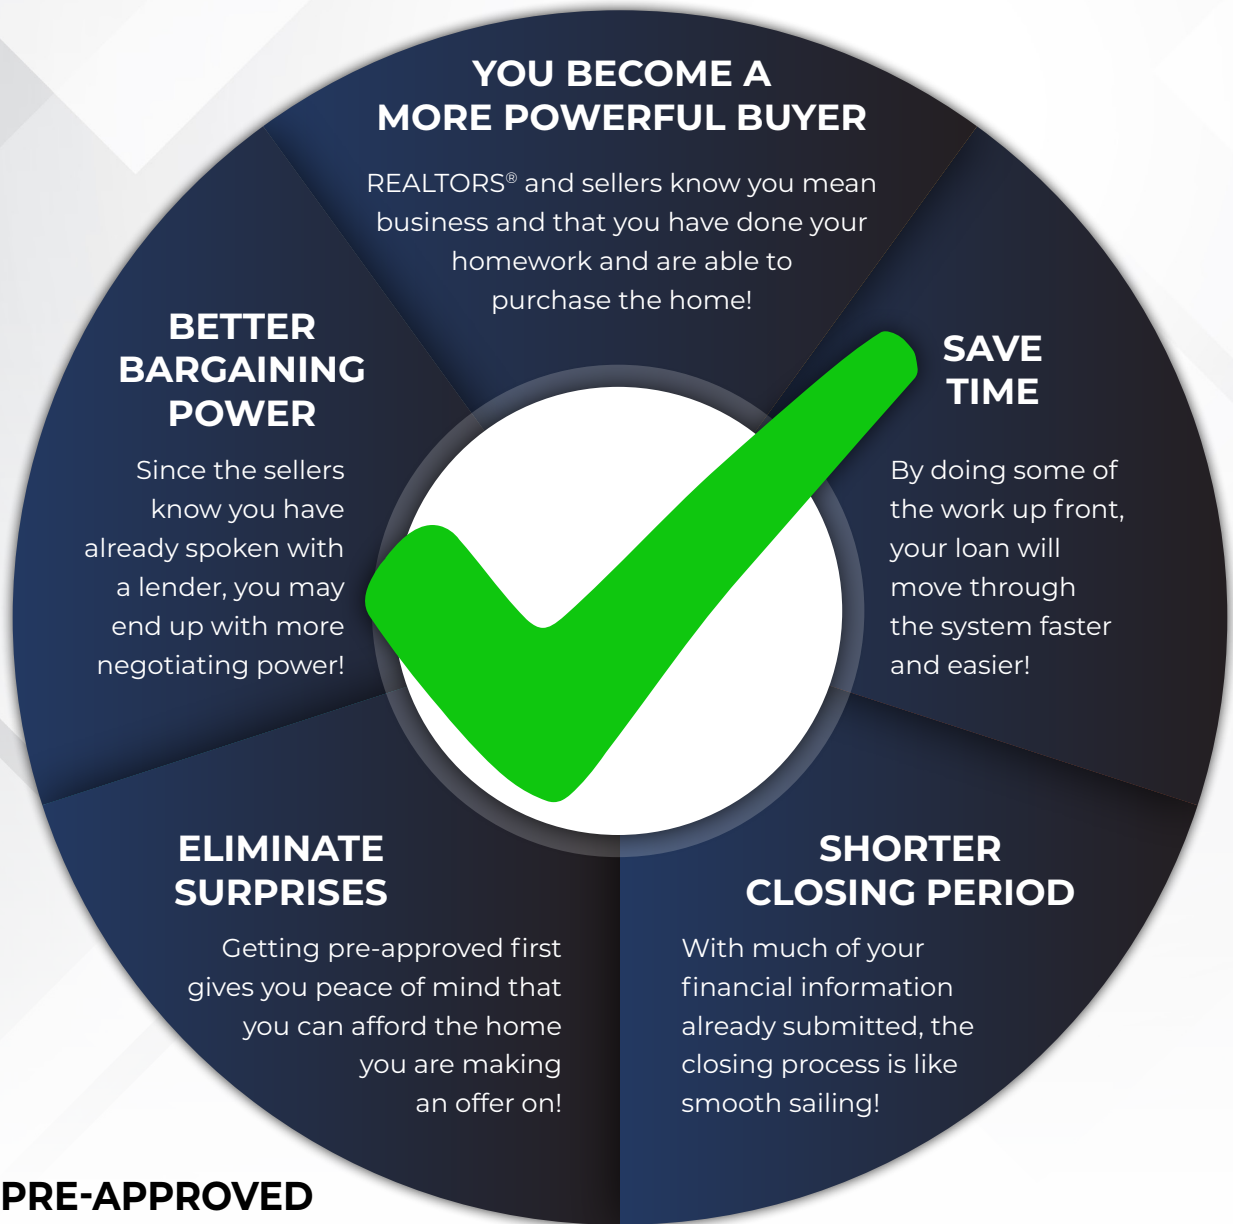 YOU BECOME A
MORE POWERFUL BUYER
REALTORS® and sellers know you mean
business and that you have done your
homework and are able to
purchase the home!
BETTER
BARGAINING
POWER
Since the sellers
know you have
already spoken with
a lender, you may
end up with more
negotiating power!
SAVE
TIME
By doing some of
the work up front,
your loan will
move through
the system faster
and easier!
ELIMINATE
SURPRISES
Getting pre-approved first
gives you peace of mind that
you can afford the home
you are making
an offer on!
SHORTER
CLOSING PERIOD
With much of your
financial information
already submitted, the
closing process is like
smooth sailing!
PRE-APPROVED